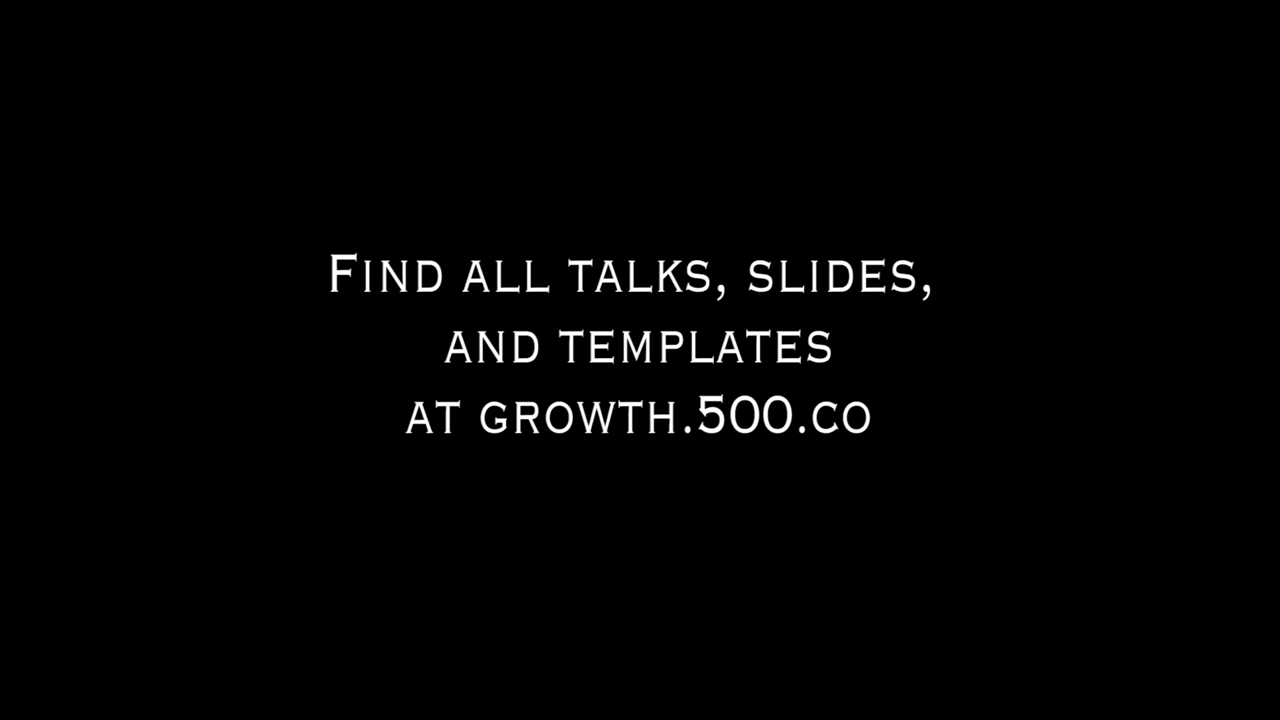 Find all talks, slides,
and templates
at growth.500.co